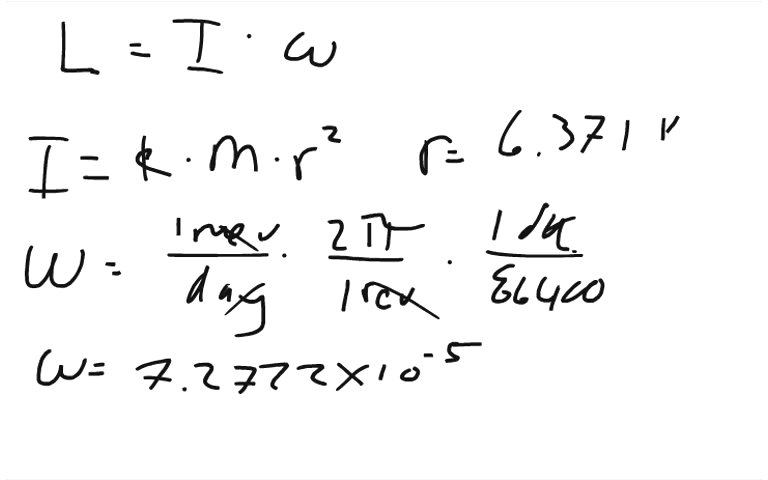 L = I · ω
I = k · m · r² r = 6.371
ω = 1 rev / day · 2π / 1 rev · 1 day / 86400
ω = 7.2722 × 10⁻⁵